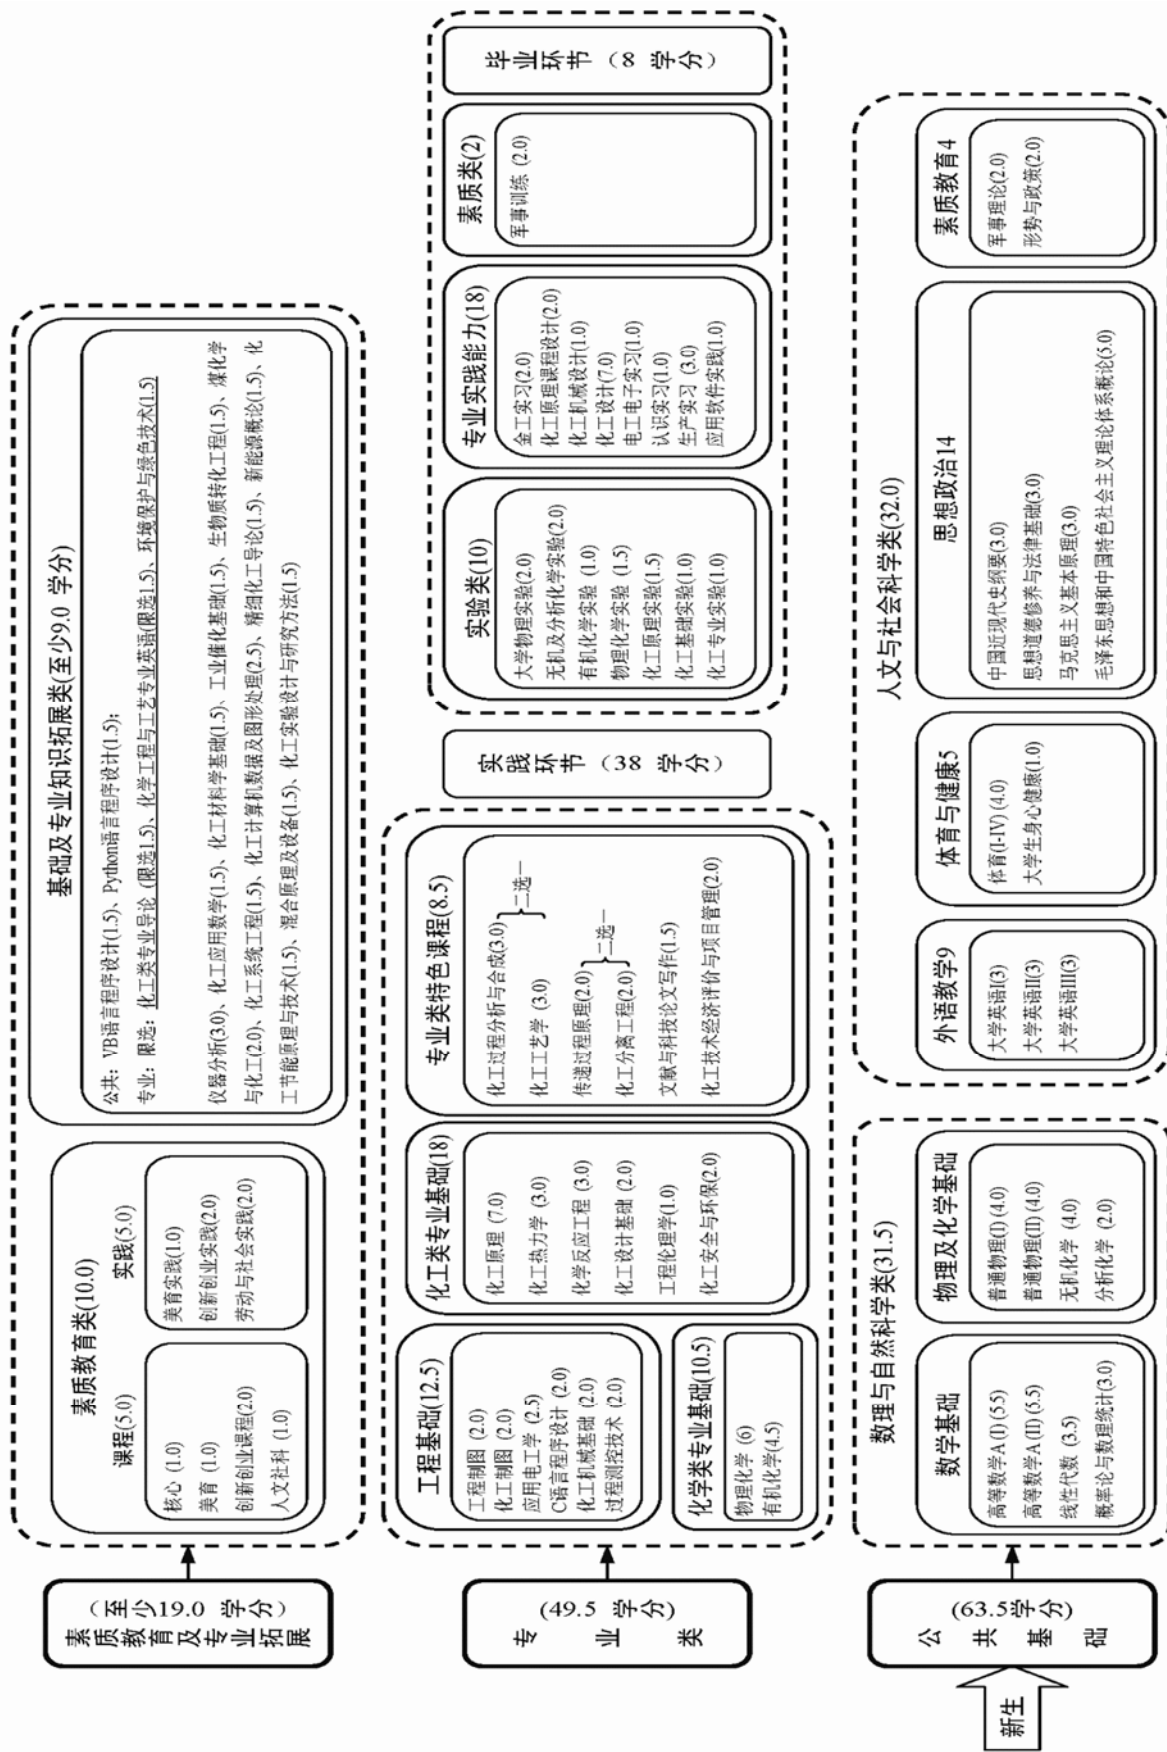 （至少19.0 学分）
素质教育及专业拓展
素质教育类(10.0)
课程(5.0)
核心 (1.0)
美育 (1.0)
创新创业课程(2.0)
人文社科 (1.0)
实践(5.0)
美育实践(1.0)
创新创业实践(2.0)
劳动与社会实践(2.0)
基础及专业知识拓展类(至少9.0 学分)
公共：VB语言程序设计(1.5)、Python语言程序设计(1.5);
专业：限选：化工类专业导论 (限选1.5)、化学工程与工艺专业英语(限选1.5)、环境保护与绿色技术(1.5)
仪器分析(3.0)、化工应用数学(1.5)、化工材料学基础(1.5)、工业催化基础(1.5)、生物质转化工程(1.5)、煤化学
与化工(2.0)、化工系统工程(1.5)、化工计算机数据及图形处理(2.5)、精细化工导论(1.5)、新能源概论(1.5)、化
工节能原理与技术(1.5)、混合原理及设备(1.5)、化工实验设计与研究方法(1.5)
(49.5 学分)
专业类
工程基础(12.5)
工程制图 (2.0)
化工制图 (2.0)
应用电工学 (2.5)
C语言程序设计 (2.0)
化工机械基础 (2.0)
过程测控技术 (2.0)
化学类专业基础(10.5)
物理化学 (6)
有机化学(4.5)
化工类专业基础(18)
化工原理 (7.0)
化工热力学 (3.0)
化学反应工程 (3.0)
化工设计基础 (2.0)
工程伦理学(1.0)
化工安全与环保(2.0)
专业类特色课程(8.5)
化工过程分析与合成(3.0)
化工工艺学 (3.0)
二选一
传递过程原理(2.0)
化工分离工程(2.0)
二选一
文献与科技论文写作(1.5)
化工技术经济评价与项目管理(2.0)
实践环节（38 学分）
实验类(10)
大学物理实验(2.0)
无机及分析化学实验(2.0)
有机化学实验 (1.0)
物理化学实验 (1.5)
化工原理实验(1.5)
化工基础实验(1.0)
化工专业实验(1.0)
专业实践能力(18)
金工实习(2.0)
化工原理课程设计(2.0)
化工机械设计(1.0)
化工设计(7.0)
电工电子实习(1.0)
认识实习(1.0)
生产实习 (3.0)
应用软件实践(1.0)
素质类(2)
军事训练 (2.0)
毕业环节（8 学分）
新生
(63.5学分)
公共基础
数理与自然科学类(31.5)
数学基础
高等数学A (I) (5.5)
高等数学A (II) (5.5)
线性代数 (3.5)
概率论与数理统计(3.0)
物理及化学基础
普通物理(I) (4.0)
普通物理(II) (4.0)
无机化学 (4.0)
分析化学 (2.0)
人文与社会科学类(32.0)
外语教学9
大学英语I(3)
大学英语II(3)
大学英语III(3)
体育与健康5
体育(I-IV) (4.0)
大学生身心健康(1.0)
思想政治14
中国近现代史纲要(3.0)
思想道德修养与法律基础(3.0)
马克思主义基本原理(3.0)
毛泽东思想和中国特色社会主义理论体系概论(5.0)
素质教育4
军事理论(2.0)
形势与政策(2.0)